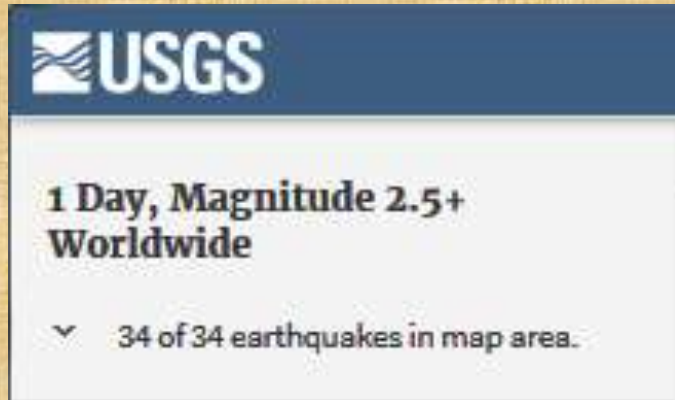 USGS
1 Day, Magnitude 2.5+
Worldwide
34 of 34 earthquakes in map area.